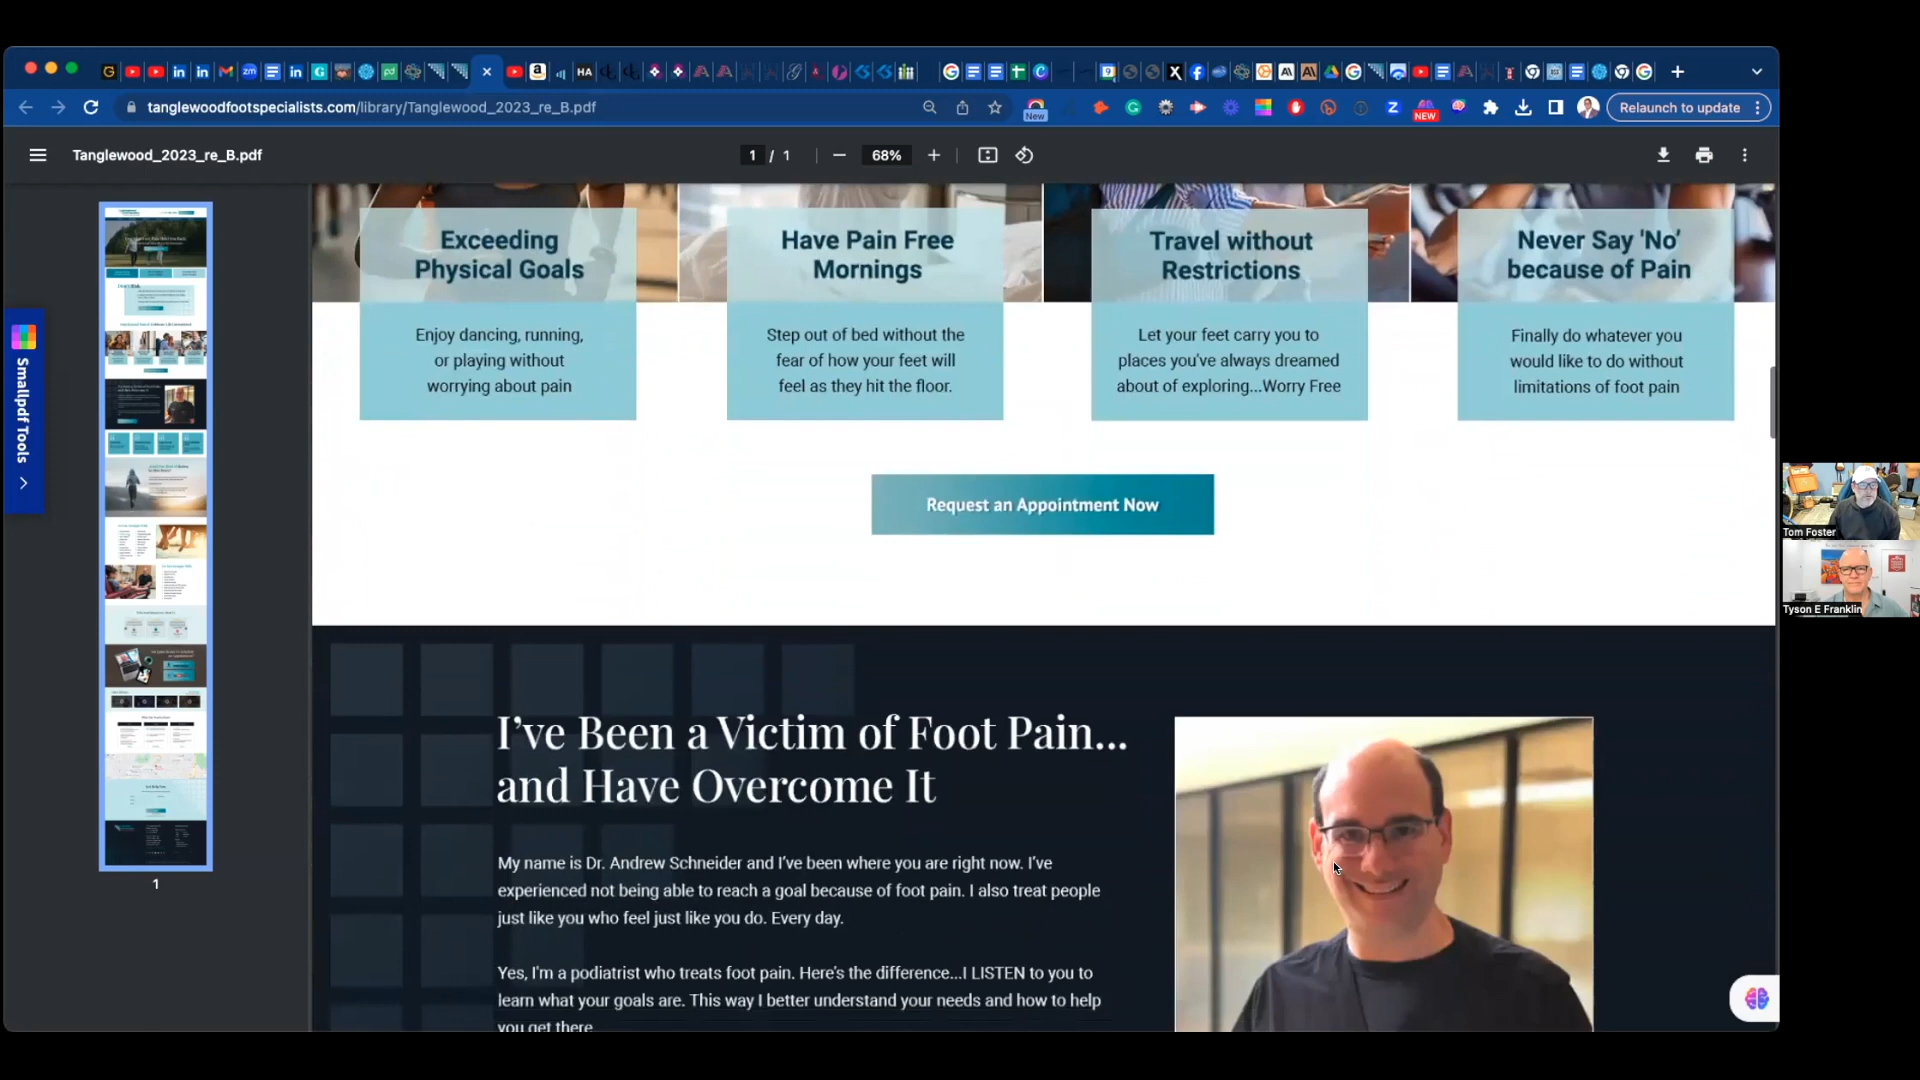 HA
tanglewoodfootspecialists.com/library/Tanglewood_2023_re_B.pdf
New
NEW
Relaunch to update
Tanglewood_2023_re_B.pdf
1 / 1
68%
Smallpdf Tools
Exceeding
Physical Goals
Enjoy dancing, running,
or playing without
worrying about pain
Have Pain Free
Mornings
Step out of bed without the
fear of how your feet will
feel as they hit the floor.
Travel without
Restrictions
Let your feet carry you to
places you've always dreamed
about of exploring...Worry Free
Never Say 'No’
because of Pain
Finally do whatever you
would like to do without
limitations of foot pain
Request an Appointment Now
I’ve Been a Victim of Foot Pain...
and Have Overcome It
My name is Dr. Andrew Schneider and I’ve been where you are right now. I’ve
experienced not being able to reach a goal because of foot pain. I also treat people
just like you who feel just like you do. Every day.
Yes, I'm a podiatrist who treats foot pain. Here's the difference...I LISTEN to you to
learn what your goals are. This way I better understand your needs and how to help
you get there
1
Tom Foster
Tyson E Franklin